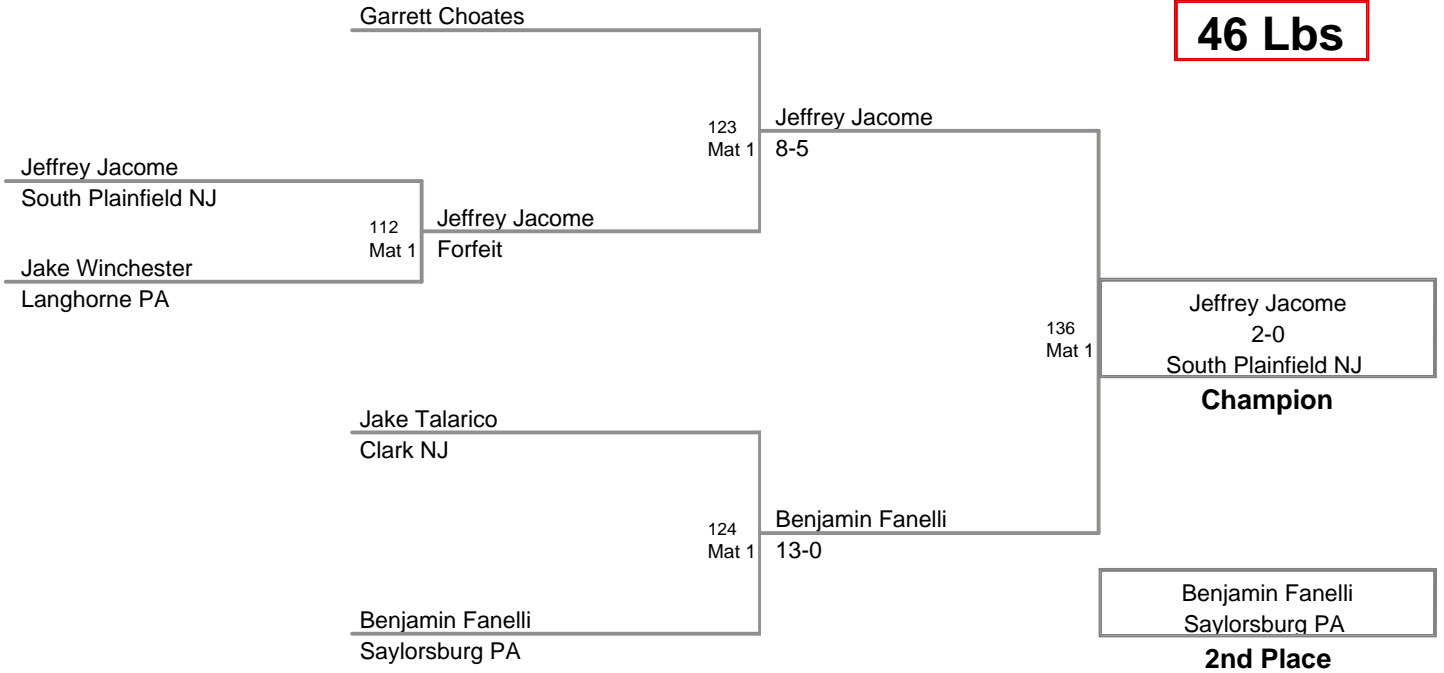 Garrett Choates
46 Lbs
Jeffrey Jacome
123
Mat 1
8-5
Jeffrey Jacome
South Plainfield NJ
Jeffrey Jacome
112
Mat 1
Forfeit
Jake Winchester
Langhorne PA
Jeffrey Jacome
2-0
South Plainfield NJ
136
Mat 1
Champion
Jake Talarico
Clark NJ
Benjamin Fanelli
124
Mat 1
13-0
Benjamin Fanelli
Saylorsburg PA
2nd Place
Benjamin Fanelli
Saylorsburg PA